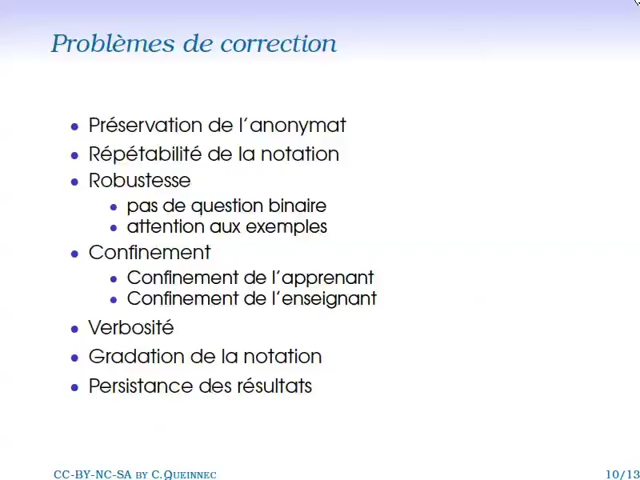 Problèmes de correction
Préservation de l'anonymat
Répétabilité de la notation
Robustesse
pas de question binaire
attention aux exemples
Confinement
Confinement de l'apprenant
Confinement de l'enseignant
Verbosité
Gradation de la notation
Persistance des résultats
CC-BY-NC-SA BY C.QUEINNEC 10/13